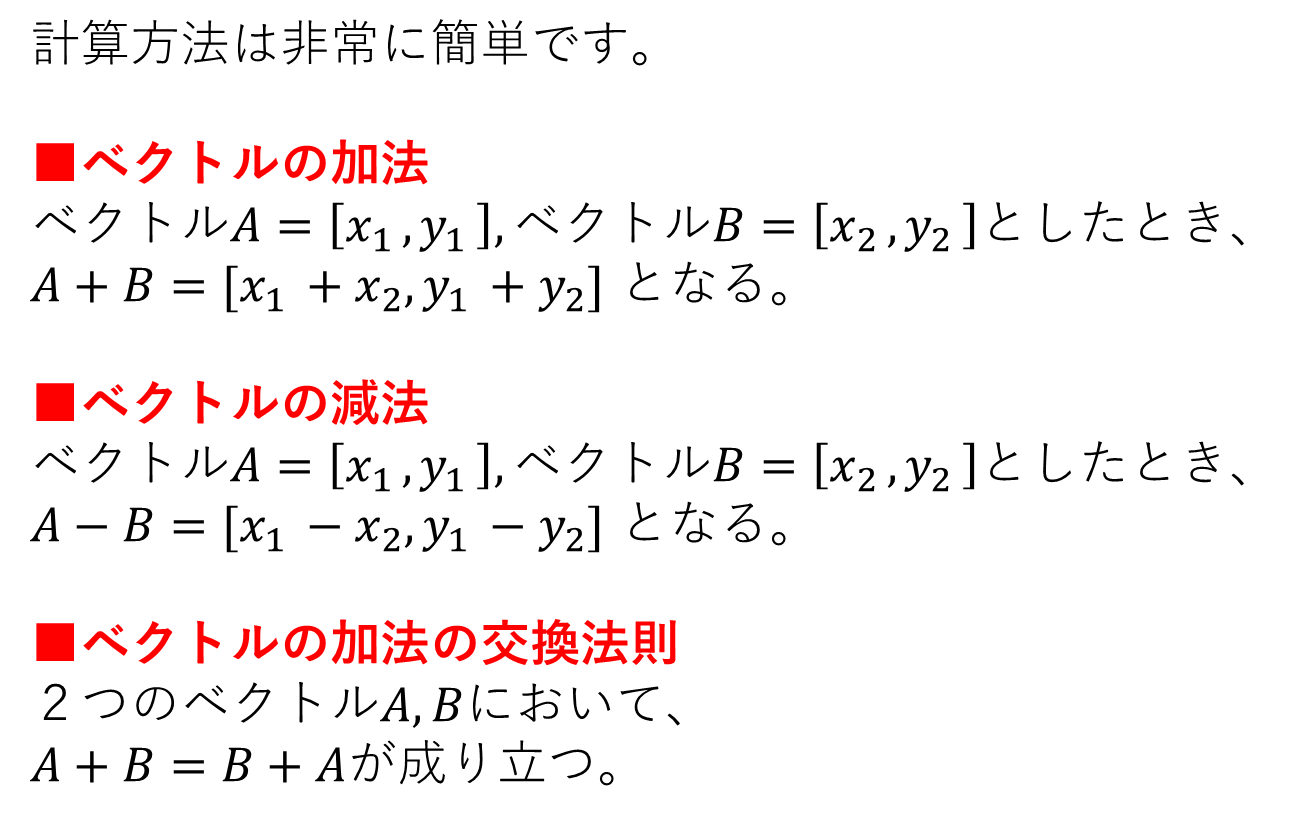 計算方法は非常に簡単です。
■ベクトルの加法
ベクトルA = [x₁ ,y₁ ], ベクトルB = [x₂ ,y₂ ]としたとき、
A + B = [x₁ + x₂, y₁ + y₂] となる。
■ベクトルの減法
ベクトルA = [x₁ ,y₁ ], ベクトルB = [x₂ ,y₂ ]としたとき、
A − B = [x₁ − x₂, y₁ − y₂] となる。
■ベクトルの加法の交換法則
２つのベクトルA, Bにおいて、
A + B = B + Aが成り立つ。